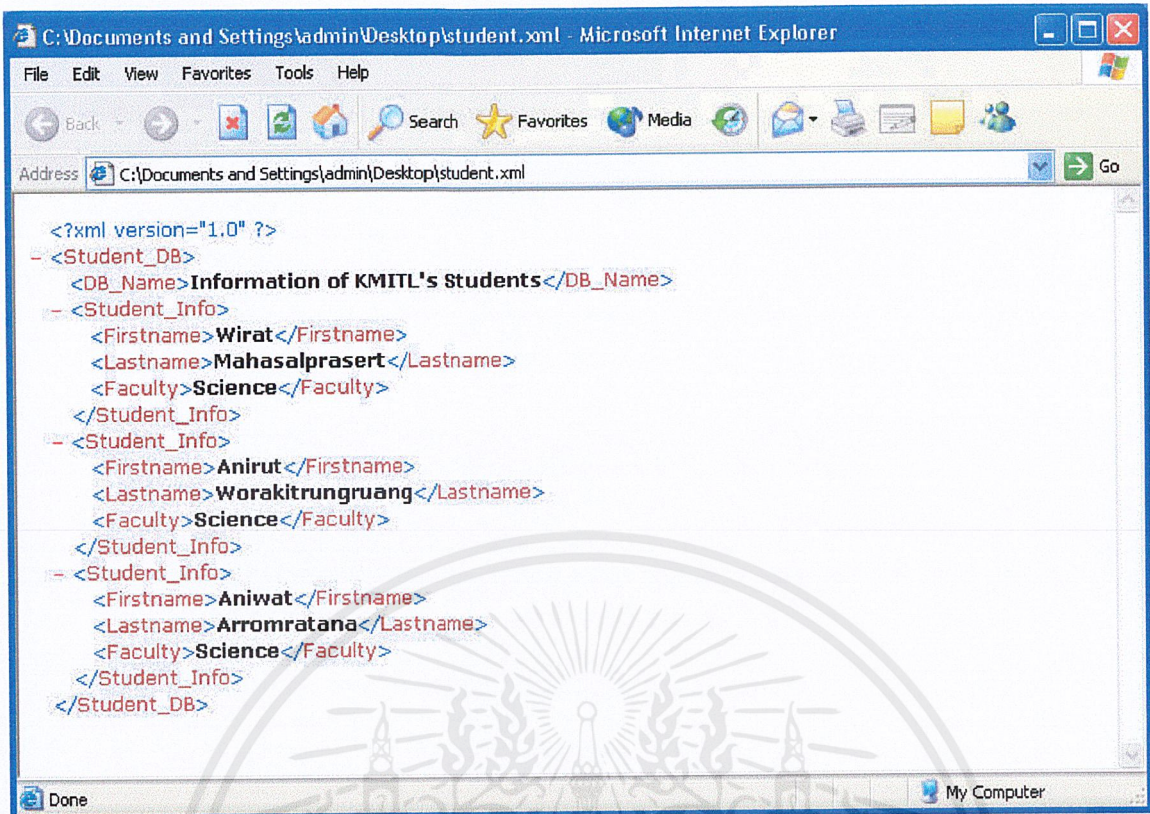 C:\Documents and Settings\admin\Desktop\student.xml - Microsoft Internet Explorer
File Edit View Favorites Tools Help
Back Search Favorites Media
Address C:\Documents and Settings\admin\Desktop\student.xml Go
<?xml version="1.0" ?>
- <Student_DB>
<DB_Name>Information of KMITL's Students</DB_Name>
- <Student_Info>
<Firstname>Wirat</Firstname>
<Lastname>Mahasalprasert</Lastname>
<Faculty>Science</Faculty>
</Student_Info>
- <Student_Info>
<Firstname>Anirut</Firstname>
<Lastname>Worakitrungruang</Lastname>
<Faculty>Science</Faculty>
</Student_Info>
- <Student_Info>
<Firstname>Aniwat</Firstname>
<Lastname>Arromratana</Lastname>
<Faculty>Science</Faculty>
</Student_Info>
</Student_DB>
Done My Computer